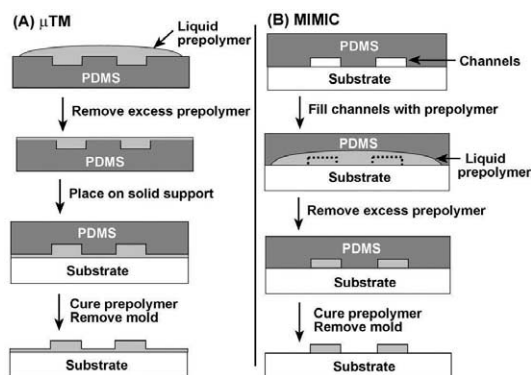 (A) μTM
Liquid
prepolymer
PDMS
Remove excess prepolymer
PDMS
Place on solid support
PDMS
Substrate
Cure prepolymer
Remove mold
Substrate
(B) MIMIC
PDMS
Channels
Substrate
Fill channels with prepolymer
PDMS
Liquid
prepolymer
Substrate
Remove excess prepolymer
PDMS
Substrate
Cure prepolymer
Remove mold
Substrate